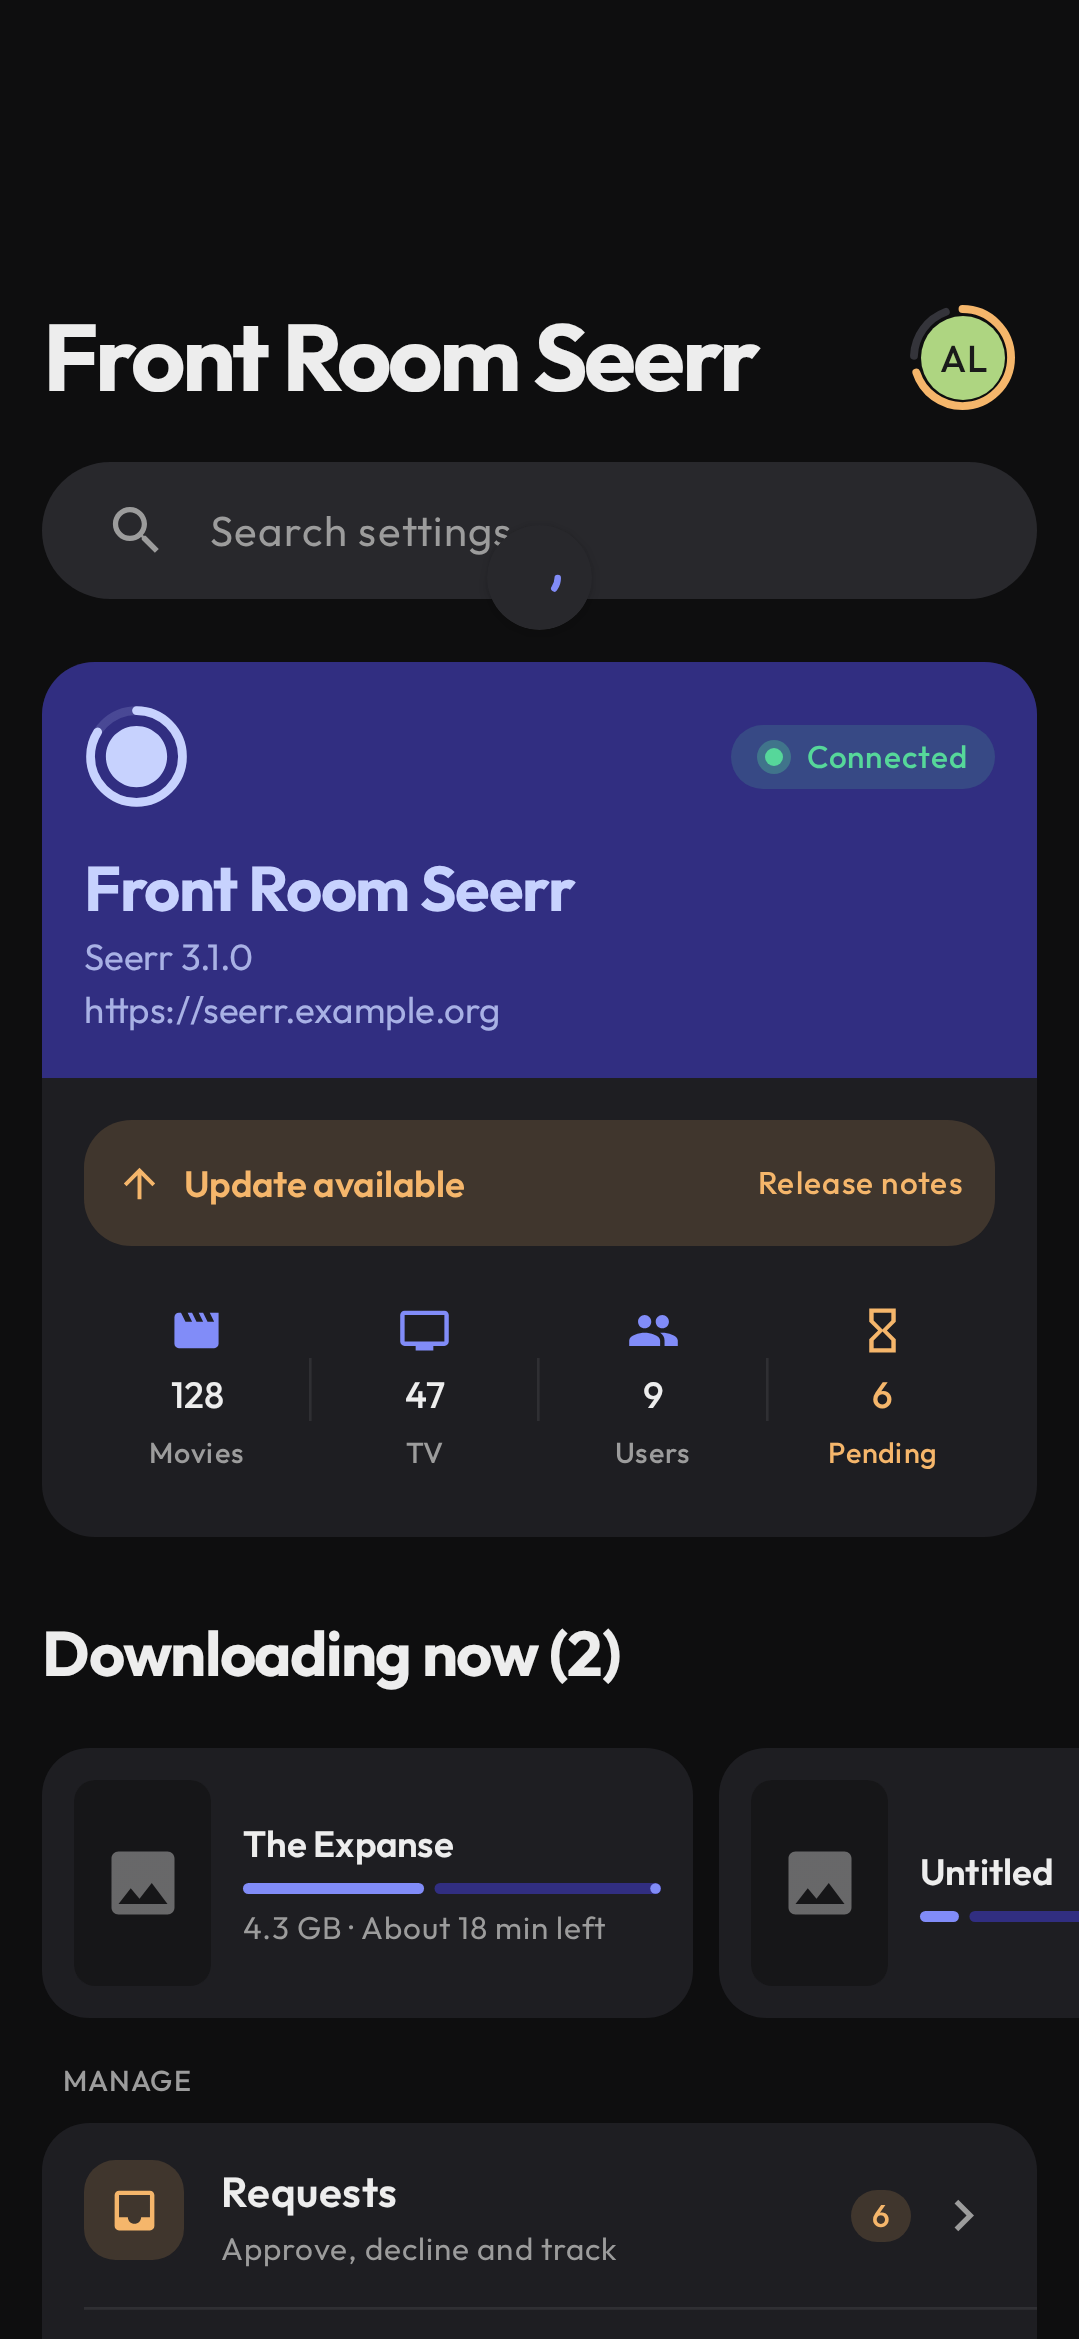 Front Room Seerr
AL
Search settings
Connected
Front Room Seerr
Seerr 3.1.0
https://seerr.example.org
Update available
Release notes
128
47
9
6
Movies
TV
Users
Pending
Downloading now (2)
The Expanse
4.3 GB · About 18 min left
Untitled
MANAGE
Requests
Approve, decline and track
6